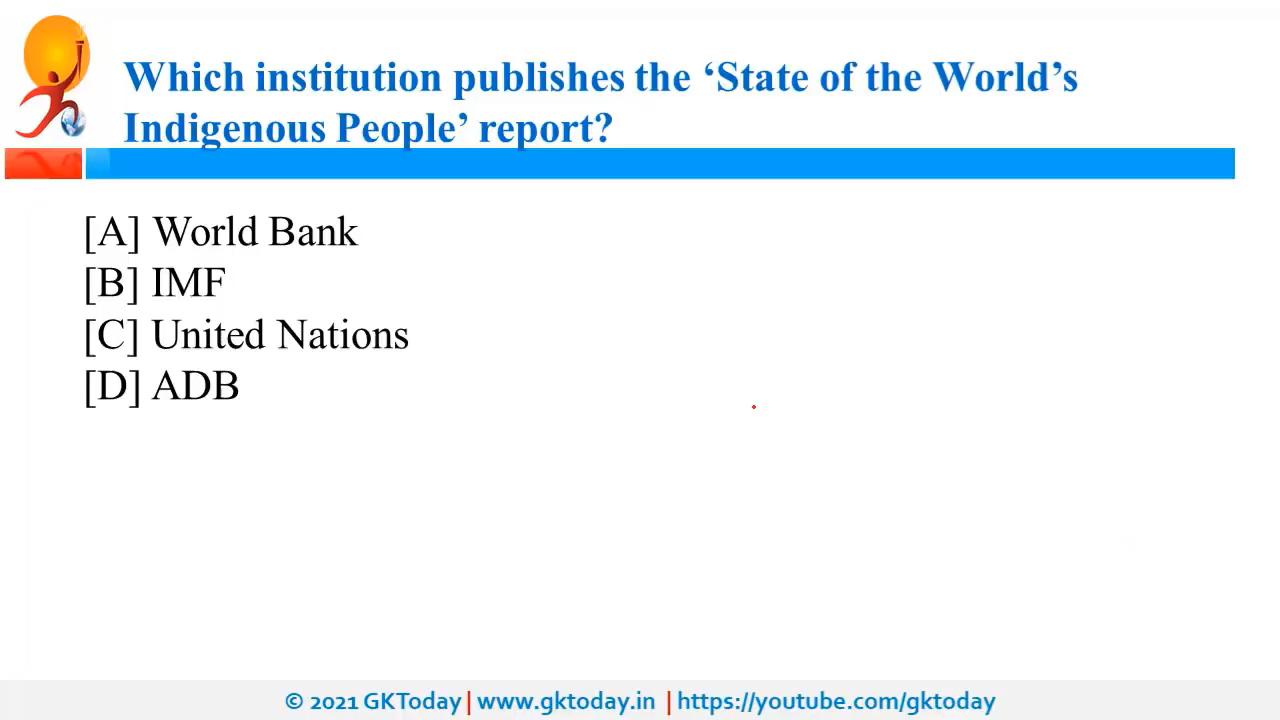 Which institution publishes the ‘State of the World’s
Indigenous People’ report?
[A] World Bank
[B] IMF
[C] United Nations
[D] ADB
© 2021 GKToday | www.gktoday.in | https://youtube.com/gktoday